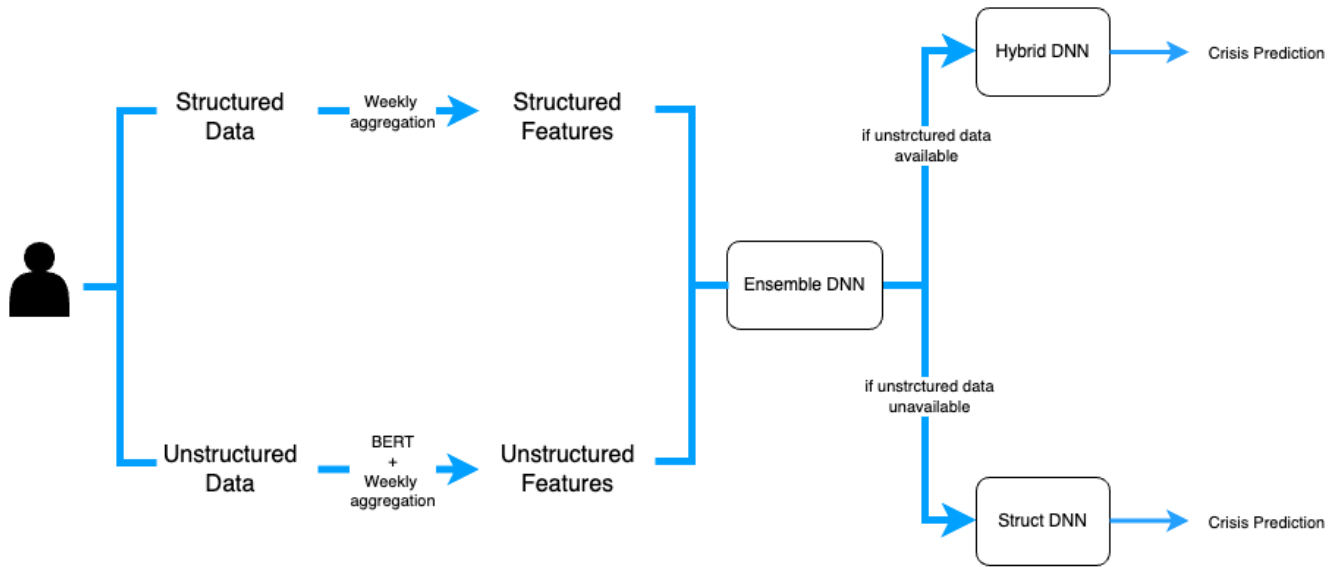 Structured
Data
Weekly
aggregation
Structured
Features
Unstructured
Data
BERT
+
Weekly
aggregation
Unstructured
Features
Ensemble DNN
if unstrctured data
available
Hybrid DNN
Crisis Prediction
if unstrctured data
unavailable
Struct DNN
Crisis Prediction